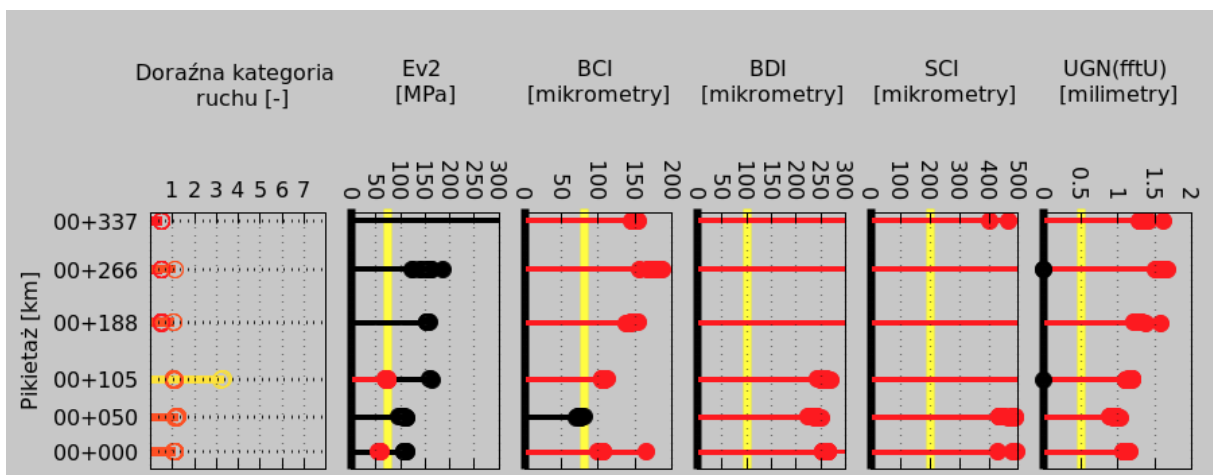 Doraźna kategoria
ruchu [-]
Ev2
[MPa]
BCI
[mikrometry]
BDI
[mikrometry]
SCI
[mikrometry]
UGN(fftU)
[milimetry]
1 2 3 4 5 6 7
0 50 100 150 200 250 300
0 50 100 150 200
0 50 100 150 200 250 300
0 100 200 300 400 500
0 0.5 1 1.5 2
Pikietaż [km]
00+337
00+266
00+188
00+105
00+050
00+000